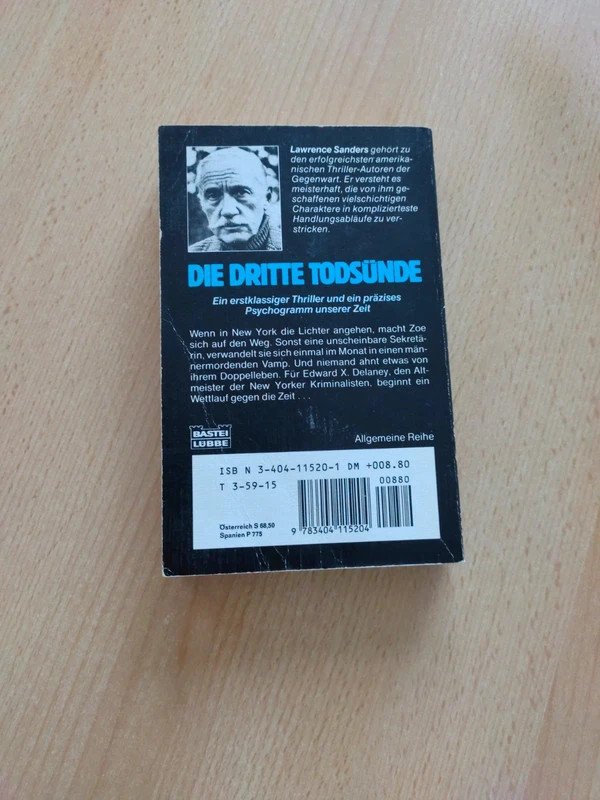 Lawrence Sanders gehört zu
den erfolgreichsten amerika-
nischen Thriller-Autoren der
Gegenwart. Er versteht es
meisterhaft, die von ihm ge-
schaffenen vielschichtigen
Charaktere in komplizierteste
Handlungsabläufe zu ver-
stricken.
DIE DRITTE TODSÜNDE
Ein erstklassiger Thriller und ein präzises
Psychogramm unserer Zeit
Wenn in New York die Lichter angehen, macht Zoe
sich auf den Weg. Sonst eine unscheinbare Sekretä-
rin, verwandelt sie sich einmal im Monat in einen män-
nermordenden Vamp. Und niemand ahnt etwas von
ihrem Doppelleben. Für Edward X. Delaney, den Alt-
meister der New Yorker Kriminalisten, beginnt ein
Wettlauf gegen die Zeit . . .
BASTEI
LÜBBE
Allgemeine Reihe
ISB N 3-404-11520-1 DM +008.80
T 3-59-15
00880
Österreich S 68,50
Spanien P 775
9 783404 115204